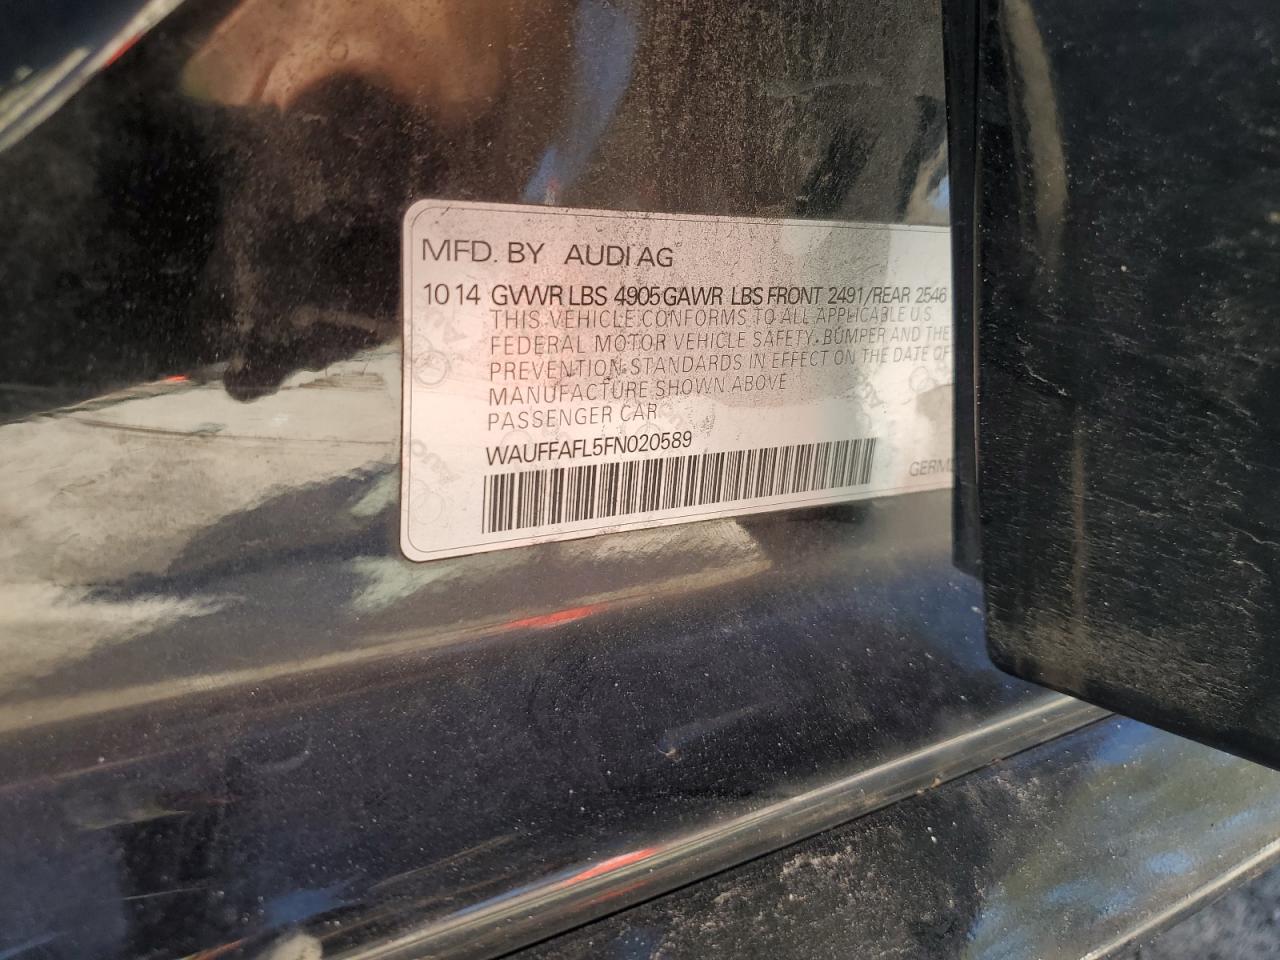 MFD. BY AUDI AG
10 14 GVWR LBS 4905 GAWR LBS FRONT 2491/REAR 2546
THIS VEHICLE CONFORMS TO ALL APPLICABLE U.S.
FEDERAL MOTOR VEHICLE SAFETY, BUMPER AND THE
PREVENTION STANDARDS IN EFFECT ON THE DATE OF
MANUFACTURE SHOWN ABOVE
PASSENGER CAR
WAUFFAFL5FN020589
GERM